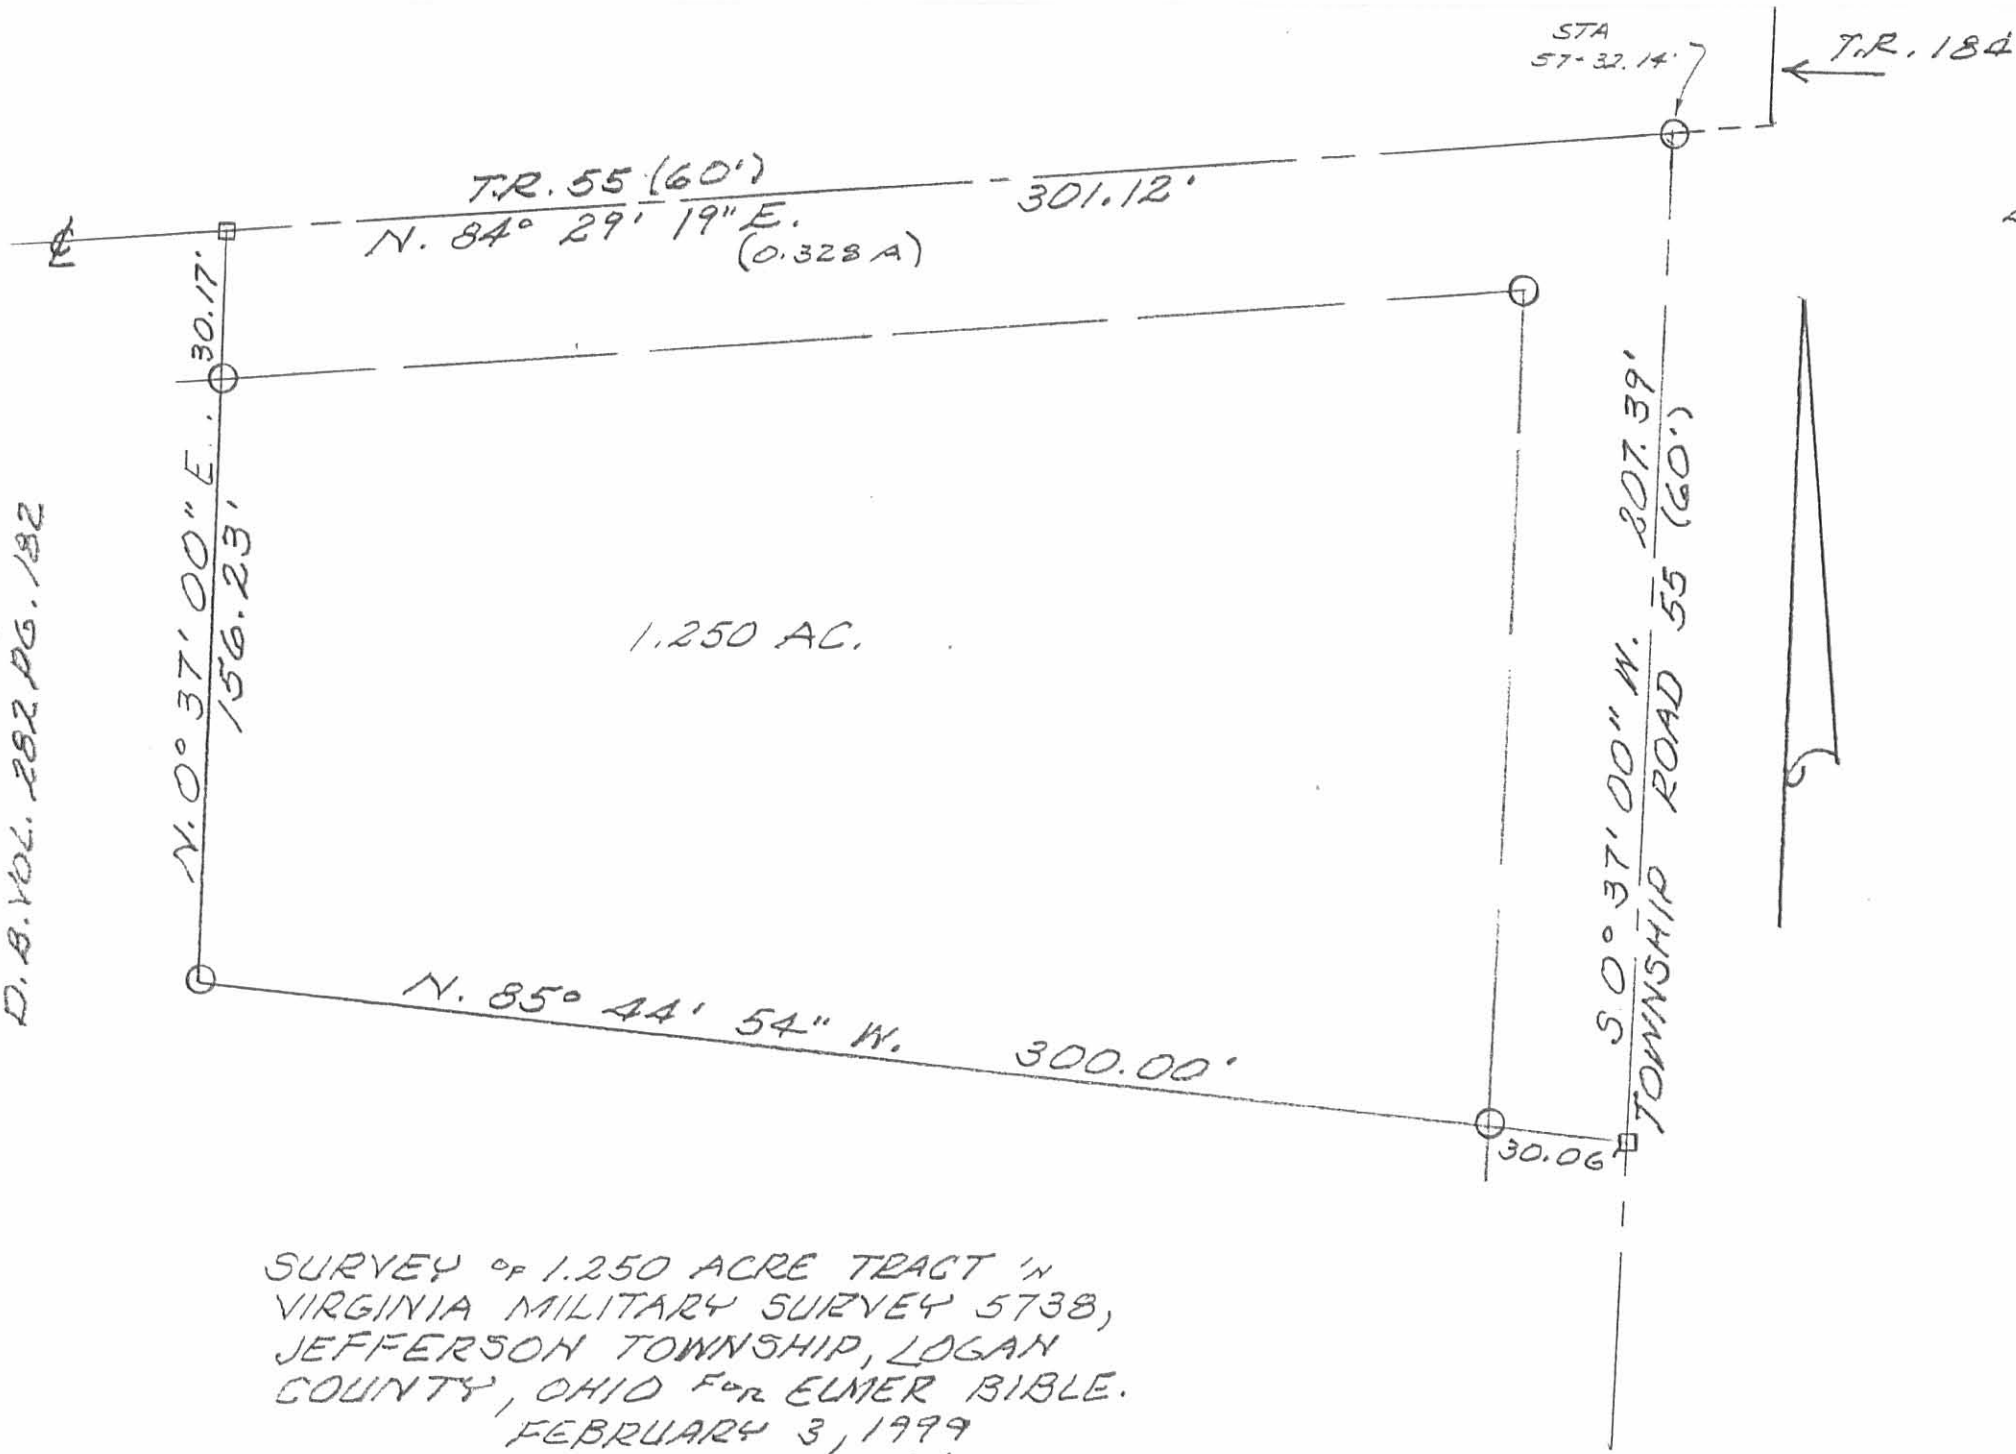 STA
57+32.14'
T.R. 184
T.R. 55 (60')
301.12'
N. 84° 29' 19" E.
(0.328 A)
℄
30.17'
N. 0° 37' 00" E.
156.23'
D. B. VOL. 282 PG. 182
1.250 AC.
S. 0° 37' 00" W. 207.39'
TOWNSHIP ROAD 55 (60')
N. 85° 44' 54" W. 300.00'
30.06'
SURVEY OF 1.250 ACRE TRACT IN
VIRGINIA MILITARY SURVEY 5738,
JEFFERSON TOWNSHIP, LOGAN
COUNTY, OHIO FOR ELMER BIBLE.
FEBRUARY 3, 1999